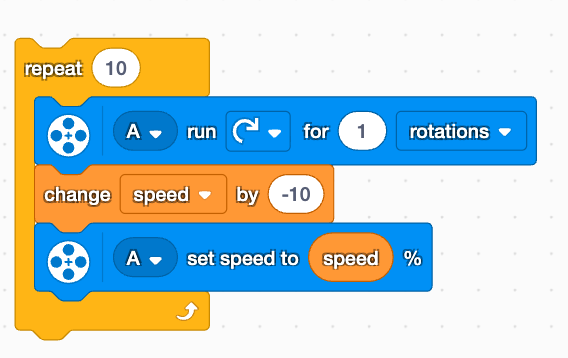 repeat 10
A run for 1 rotations
change speed by -10
A set speed to speed %